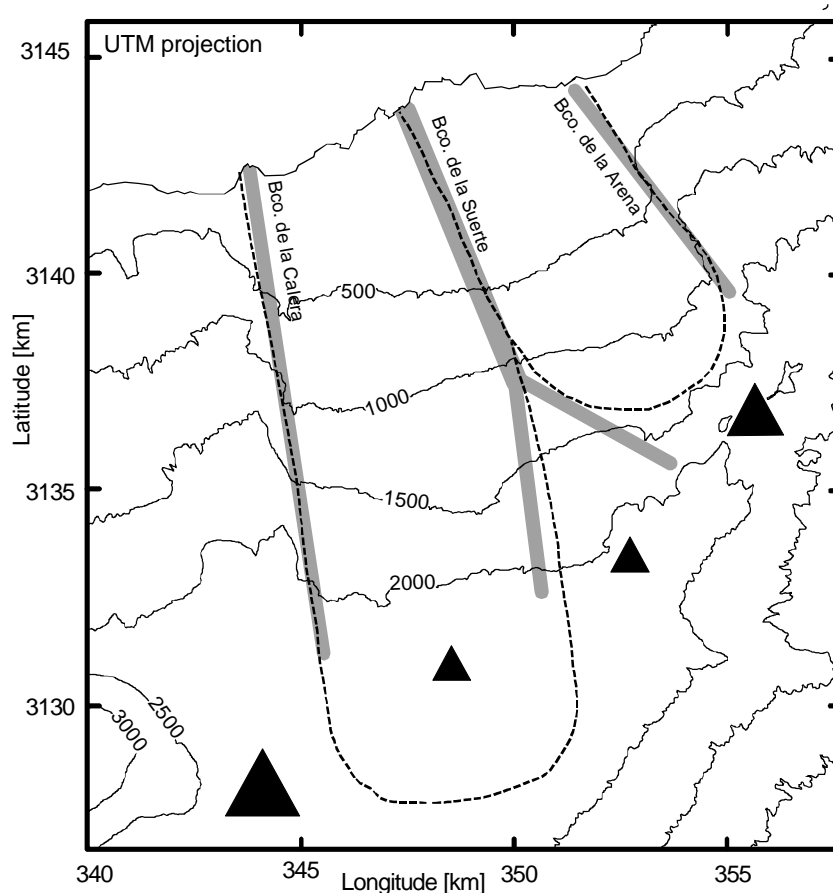 UTM projection
3145
3140
3135
3130
Latitude [km]
Bco. de la Calera
Bco. de la Suerte
Bco. de la Arena
500
1000
1500
2000
2500
3000
340
345
350
355
Longitude [km]